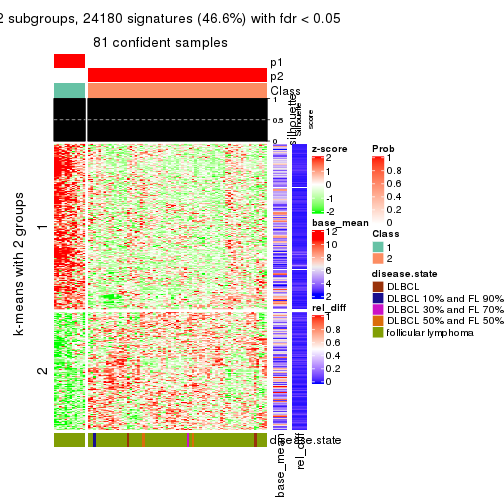 2 subgroups, 24180 signatures (46.6%) with fdr < 0.05
81 confident samples
p1
p2
Class
1
0.5
0
silhouette
Silhouette
score
k-means with 2 groups
1
2
disease.state
base_mean
rel_diff
z-score
2
1
0
-1
-2
base_mean
12
10
8
6
4
2
rel_diff
1
0.8
0.6
0.4
0.2
0
Prob
1
0.8
0.6
0.4
0.2
0
Class
1
2
disease.state
DLBCL
DLBCL 10% and FL 90%
DLBCL 30% and FL 70%
DLBCL 50% and FL 50%
follicular lymphoma